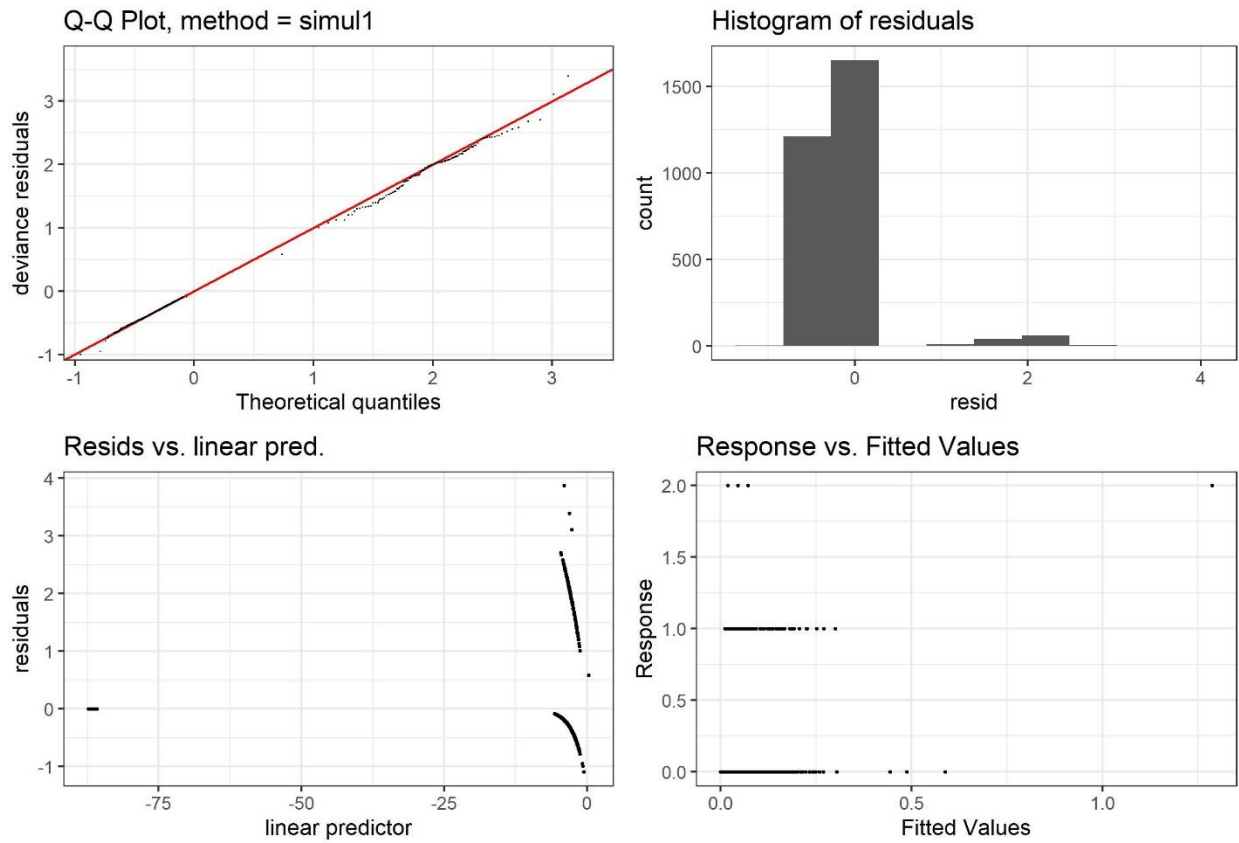 Q-Q Plot, method = simul1
deviance residuals
3
2
1
0
-1
-1
0
1
2
3
Theoretical quantiles
Histogram of residuals
count
1500
1000
500
0
0
2
4
resid
Resids vs. linear pred.
residuals
4
3
2
1
0
-1
-75
-50
-25
0
linear predictor
Response vs. Fitted Values
Response
2.0
1.5
1.0
0.5
0.0
0.0
0.5
1.0
Fitted Values